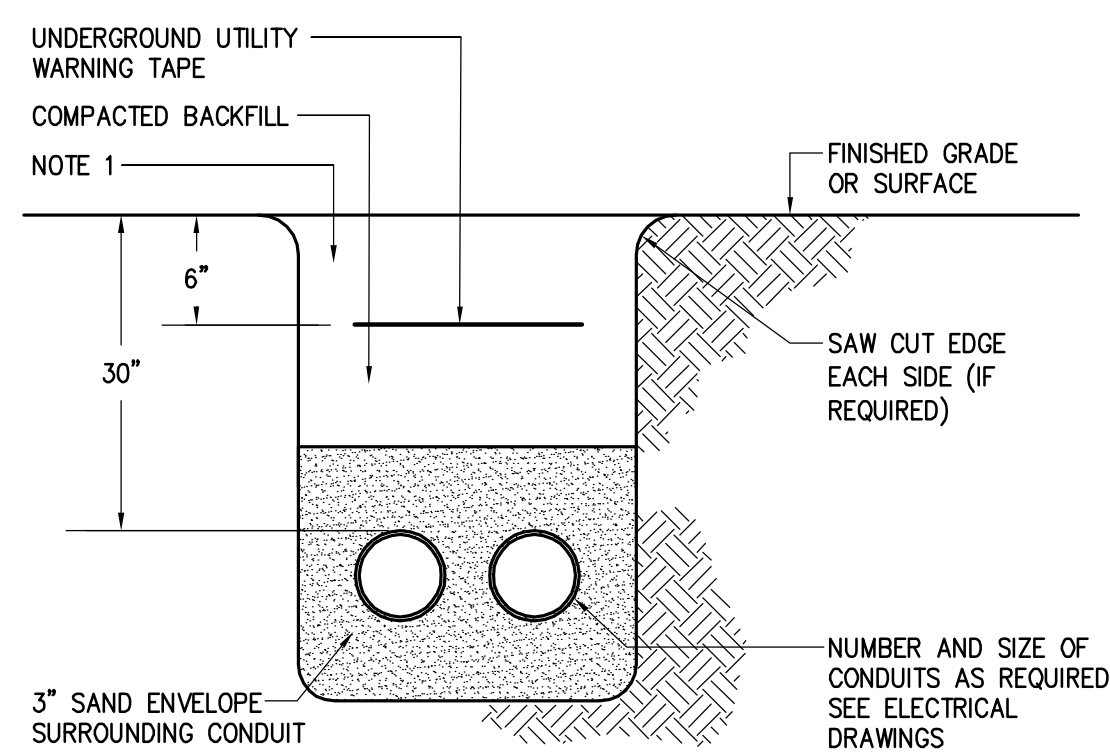 UNDERGROUND UTILITY
WARNING TAPE
COMPACTED BACKFILL
NOTE 1
FINISHED GRADE
OR SURFACE
6"
30"
SAW CUT EDGE
EACH SIDE (IF
REQUIRED)
3" SAND ENVELOPE
SURROUNDING CONDUIT
NUMBER AND SIZE OF
CONDUITS AS REQUIRED
SEE ELECTRICAL
DRAWINGS